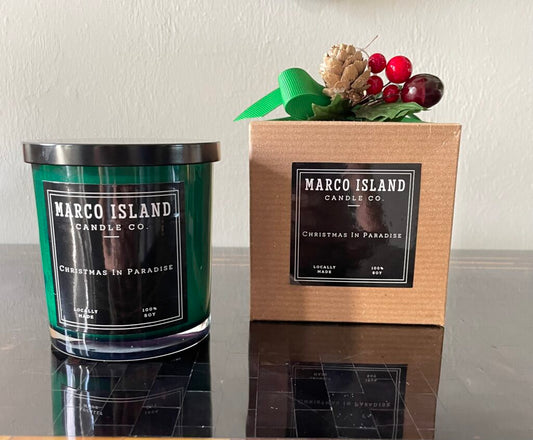 MARCO ISLAND
CANDLE CO.
CHRISTMAS IN PARADISE
LOCALLY MADE
100% SOY
MARCO ISLAND
CANDLE CO.
CHRISTMAS IN PARADISE
LOCALLY MADE
100% SOY